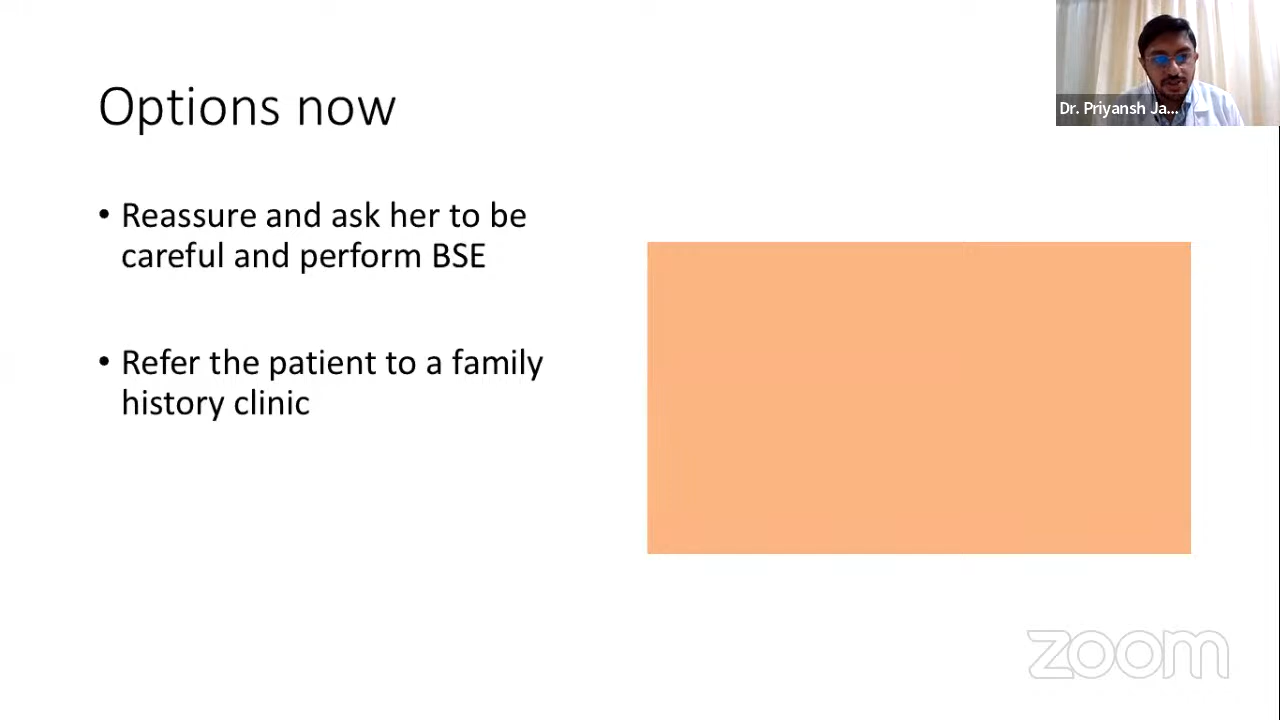 Options now
Dr. Priyansh Ja...
• Reassure and ask her to be
careful and perform BSE
• Refer the patient to a family
history clinic
zoom